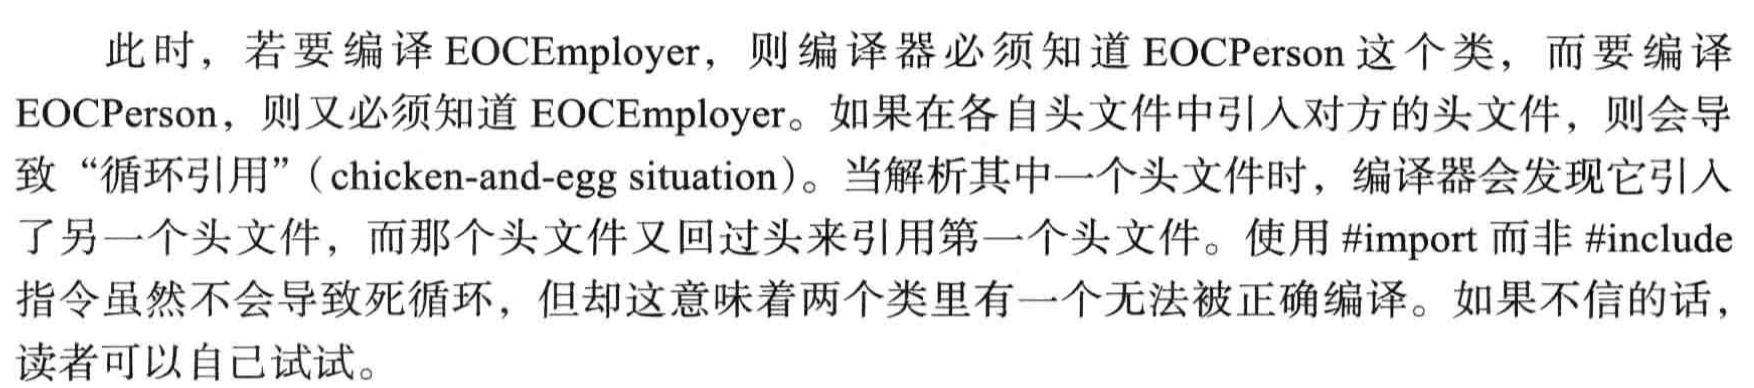 此时，若要编译 EOCEmployer，则编译器必须知道 EOCPerson 这个类，而要编译
EOCPerson，则又必须知道 EOCEmployer。如果在各自头文件中引入对方的头文件，则会导
致“循环引用”（chicken-and-egg situation）。当解析其中一个头文件时，编译器会发现它引入
了另一个头文件，而那个头文件又回过头来引用第一个头文件。使用 #import 而非 #include
指令虽然不会导致死循环，但却这意味着两个类里有一个无法被正确编译。如果不信的话，
读者可以自己试试。